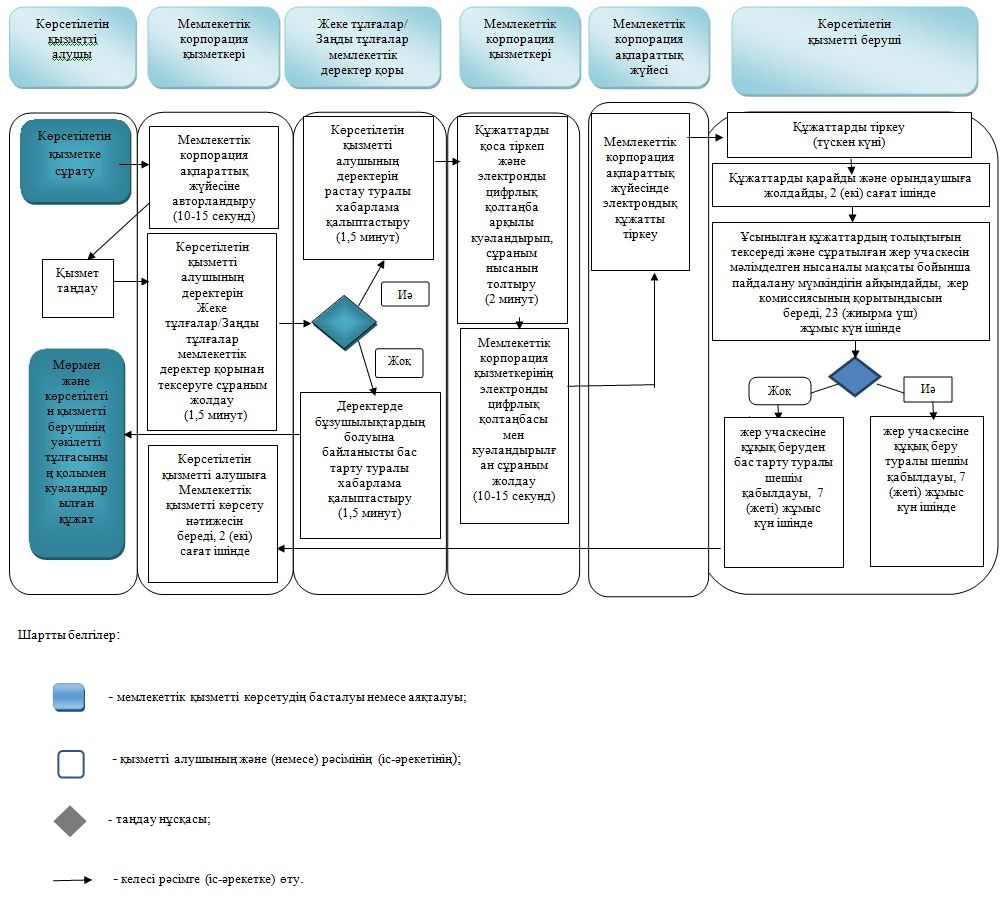 Көрсетілетін
қызметті
алушы
Мемлекеттік
корпорация
қызметкері
Жеке тұлғалар/
Заңды тұлғалар
мемлекеттік
деректер қоры
Мемлекеттік
корпорация
қызметкері
Мемлекеттік
корпорация
ақпараттық
жүйесі
Көрсетілетін
қызметті беруші
Көрсетілетін
қызметке
сұрату
Қызмет
таңдау
Мөрмен
және
көрсетілеті
н қызметті
берушінің
уәкілетті
тұлғасыны
ң қолымен
куәландыр
ылған
құжат
Мемлекеттік
корпорация
ақпараттық
жүйесіне
авторландыру
(10-15 секунд)
Көрсетілетін
қызметті
алушының
деректерін
Жеке
тұлғалар/Заңды
тұлғалар
мемлекеттік
деректер қорынан
тексеруге сұраным
жолдау
(1,5 минут)
Көрсетілетін
қызметті алушыға
Мемлекеттік
қызметті көрсету
нәтижесін
береді, 2 (екі)
сағат ішінде
Көрсетілетін
қызметті
алушының
деректерін
растау туралы
хабарлама
қалыптастыру
(1,5 минут)
Иә
Жоқ
Деректерде
бұзушылықтардың
болуына
байланысты бас
тарту туралы
хабарлама
қалыптастыру
(1,5 минут)
Құжаттарды
қоса тіркеп
және
электронды
цифрлық
қолтаңба
арқылы
куәландырып,
сұраным
нысанын
толтыру
(2 минут)
Мемлекеттік
корпорация
қызметкерінің
электронды
цифрлық
қолтаңбасы
мен
куәландырылғ
ан сұраным
жолдау
(10-15 секунд)
Мемлекеттік
корпорация
ақпараттық
жүйесінде
электрондық
құжатты
тіркеу
Құжаттарды тіркеу
(түскен күні)
Құжаттарды қарайды және орындаушыға
жолдайды, 2 (екі) сағат ішінде
Ұсынылған құжаттардың толықтығын
тексереді және сұратылған жер учаскесін
мәлімделген нысаналы мақсаты бойынша
пайдалану мүмкіндігін айқындайды, жер
комиссиясының қорытындысын
береді, 23 (жиырма үш)
жұмыс күн ішінде
Жоқ
Иә
жер учаскесіне
құқық беруден
бас тарту туралы
шешім
қабылдауы, 7
(жеті) жұмыс
күн ішінде
жер учаскесіне
құқық беру
туралы шешім
қабылдауы, 7
(жеті) жұмыс
күн ішінде
Шартты белгілер:
- мемлекеттік қызметті көрсетудің басталуы немесе аяқталуы;
- қызметті алушының және (немесе) рәсімінің (іс-әрекетінің);
- таңдау нұсқасы;
- келесі рәсімге (іс-әрекетке) өту.